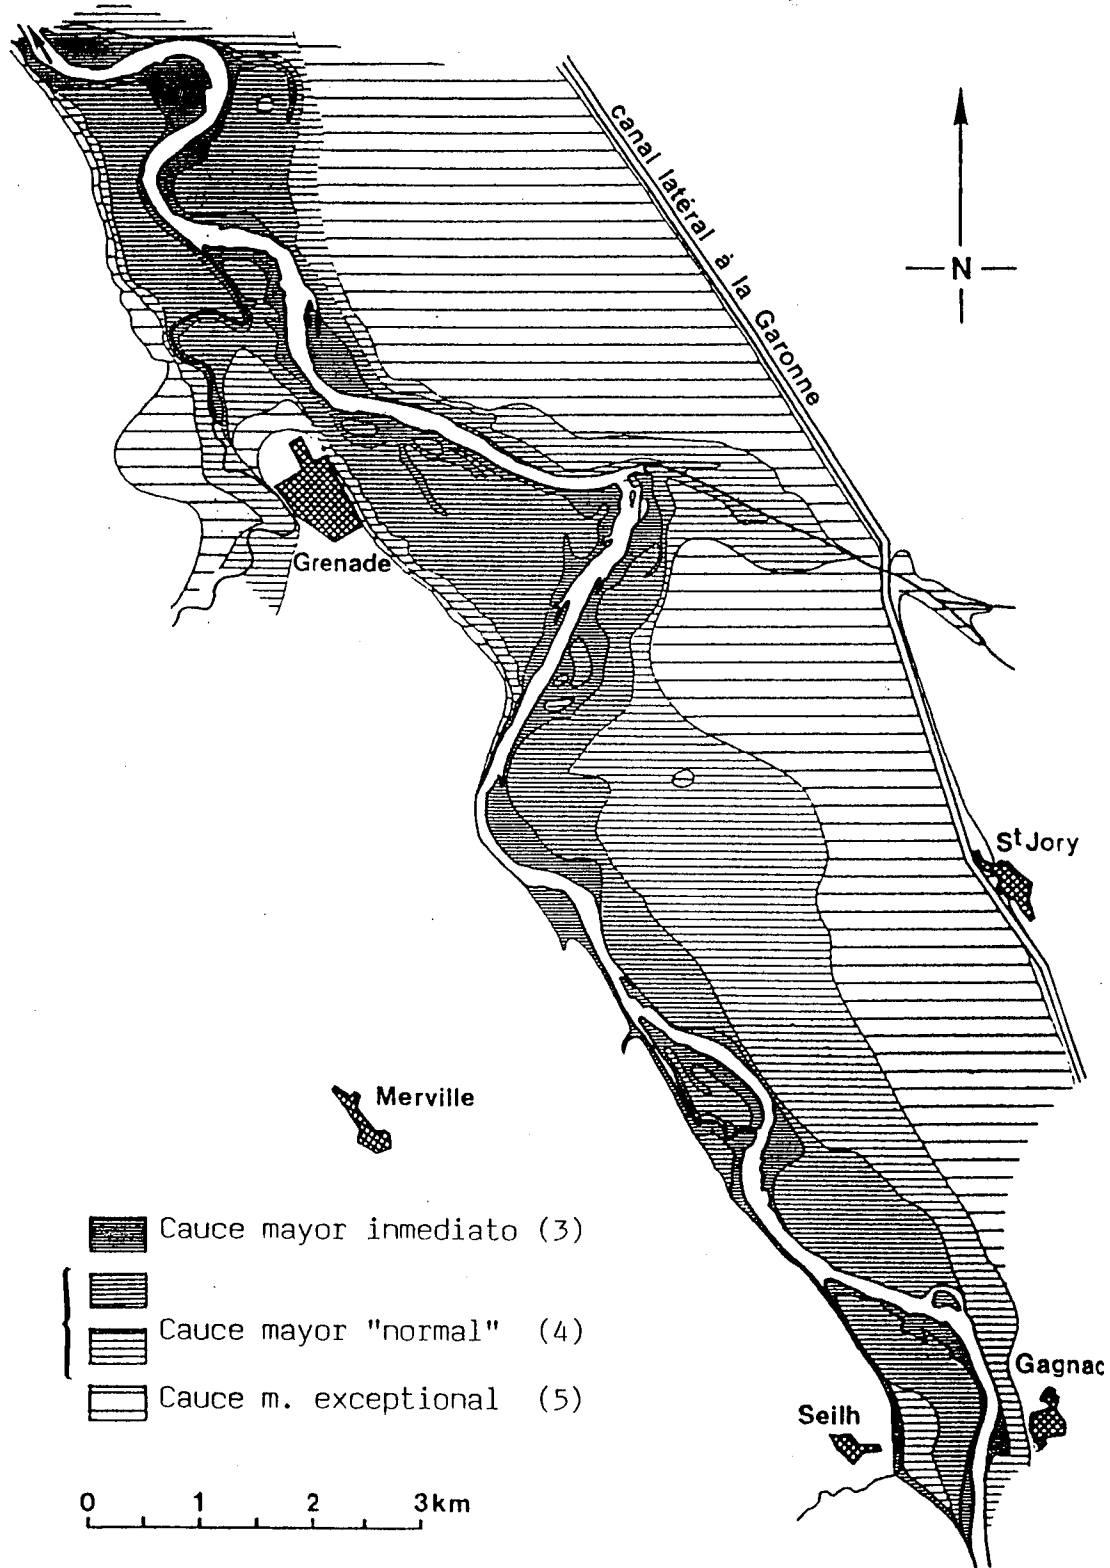 canal latéral à la Garonne
N
Grenade
St Jory
Merville
Cauce mayor inmediato (3)
Cauce mayor "normal" (4)
Cauce m. exceptional (5)
Gagnac
Seilh
0 1 2 3km